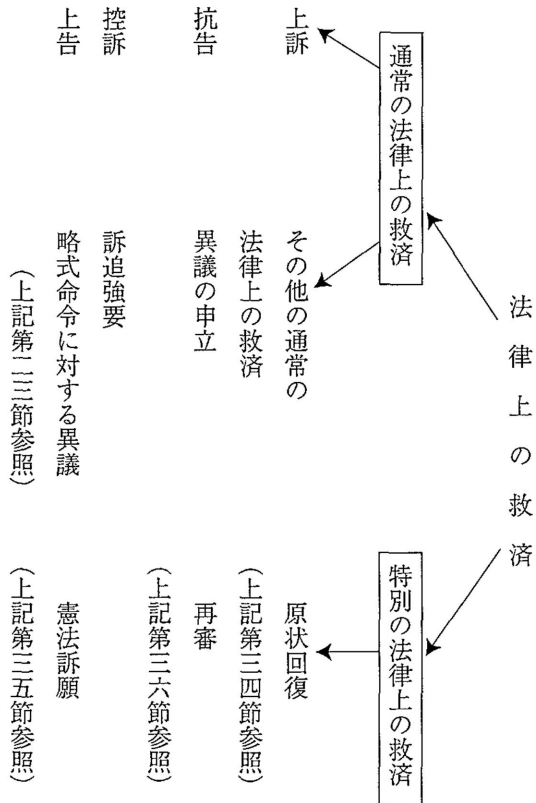 法律上の救済
通常の法律上の救済
特別の法律上の救済
上訴
抗告
控訴
上告
その他の通常の
法律上の救済
異議の申立
訴追強要
略式命令に対する異議
(上記第二三節参照)
原状回復
(上記第三四節参照)
再審
(上記第三六節参照)
憲法訴願
(上記第三五節参照)